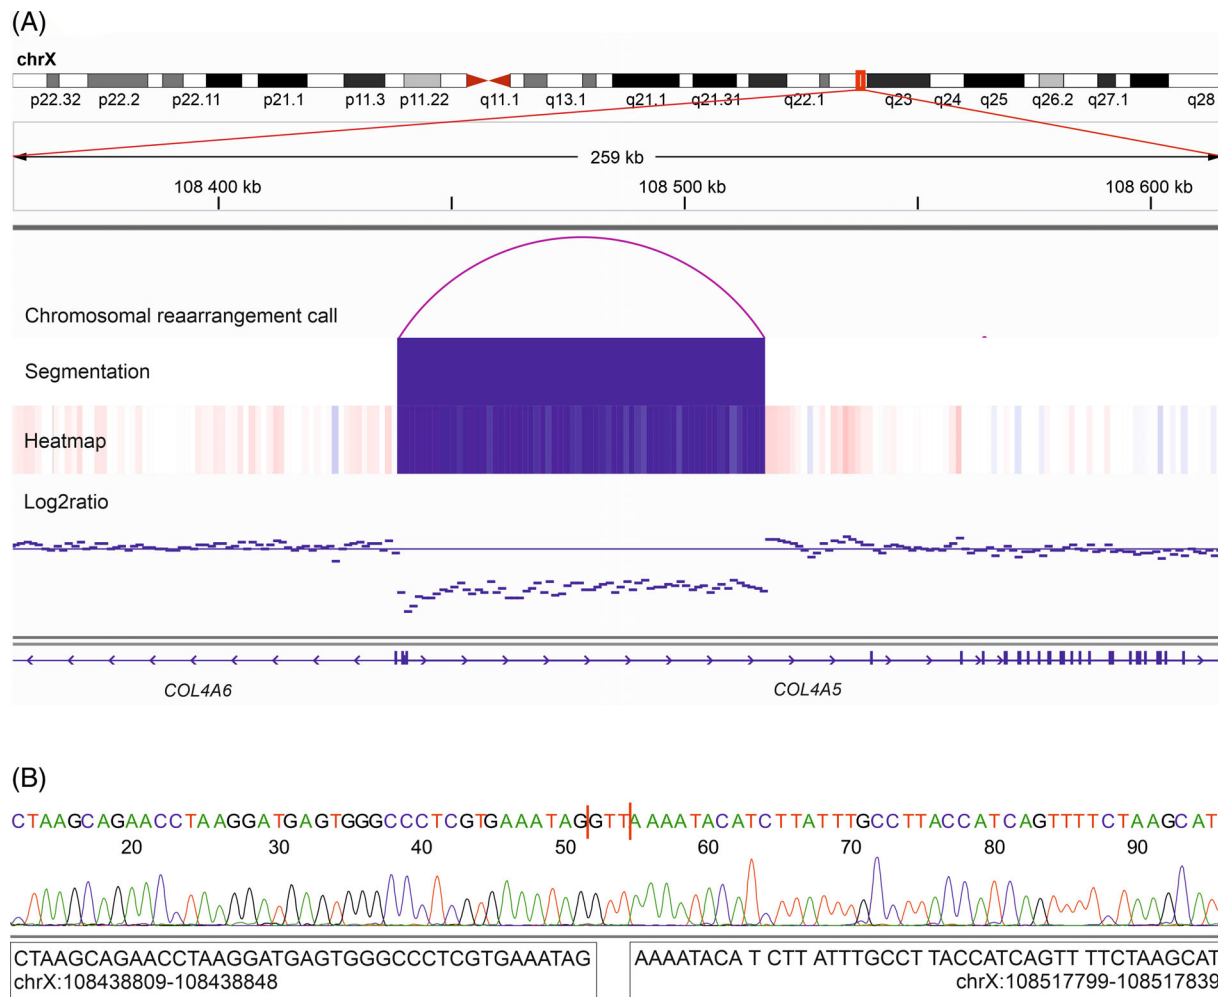 (A)
chrX
p22.32 p22.2 p22.11 p21.1 p11.3 p11.22 q11.1 q13.1 q21.1 q21.31 q22.1 q23 q24 q25 q26.2 q27.1 q28
259 kb
108 400 kb 108 500 kb 108 600 kb
Chromosomal reaarrangement call
Segmentation
Heatmap
Log2ratio
COL4A6 COL4A5
(B)
CTAAGCAGAACCTAAGGATGAGTGGGCCCTCGTGAAATAGGTTAAAATACATCTTATTTGCCTTACCATCAGTTTTCTAAGCAT
20 30 40 50 60 70 80 90
CTAAGCAGAACCTAAGGATGAGTGGGCCCTCGTGAAATAG AAAATACA T CTT ATTTGCCT TACCATCAGTT TTCTAAGCAT
chrX:108438809-108438848 chrX:108517799-108517839